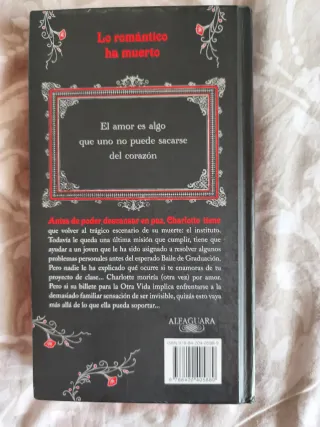 Lo romántico
ha muerto
El amor es algo
que uno no puede sacarse
del corazón
Antes de poder descansar en paz, Charlotte tiene
que volver al trágico escenario de su muerte: el instituto.
Todavía le queda una última misión que cumplir, tiene que
ayudar a un joven que le ha sido asignado a resolver algunos
problemas personales antes del esperado Baile de Graduación.
Pero nadie le ha explicado qué ocurre si te enamoras de tu
proyecto de clase... Charlotte moriría (otra vez) por amor.
Pero si su billete para la Otra Vida implica enfrentarse a la
demasiado familiar sensación de ser invisible, quizás esto vaya
más allá de lo que ella pueda soportar...
ALFAGUARA